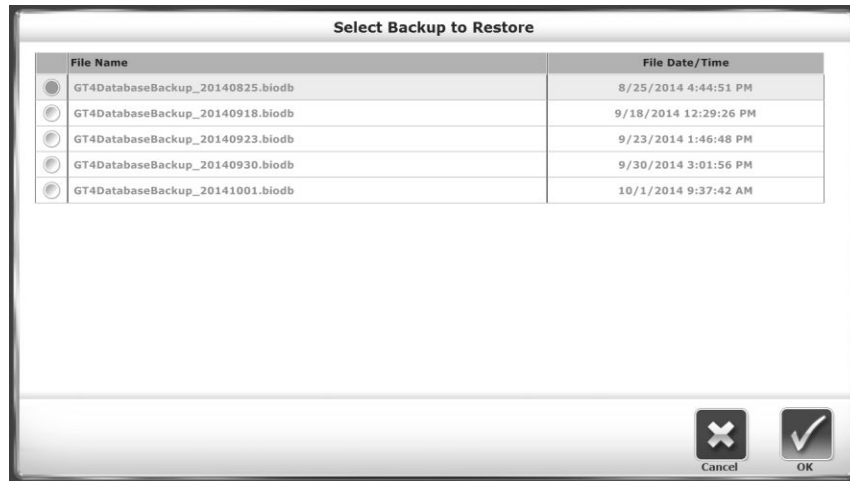 Select Backup to Restore
File Name File Date/Time
GT4DatabaseBackup_20140825.biodb 8/25/2014 4:44:51 PM
GT4DatabaseBackup_20140918.biodb 9/18/2014 12:29:26 PM
GT4DatabaseBackup_20140923.biodb 9/23/2014 1:46:48 PM
GT4DatabaseBackup_20140930.biodb 9/30/2014 3:01:56 PM
GT4DatabaseBackup_20141001.biodb 10/1/2014 9:37:42 AM
Cancel OK